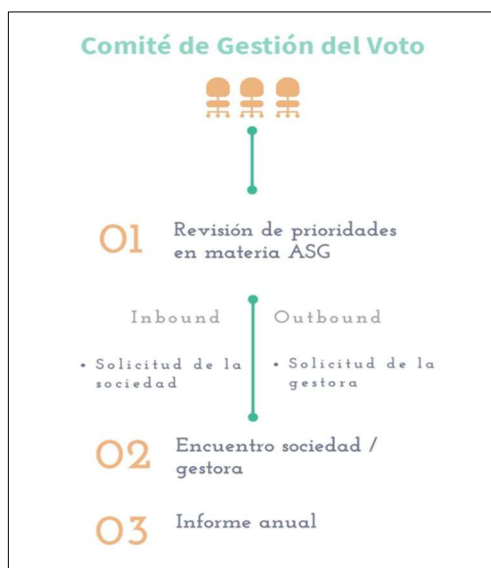 Comité de Gestión del Voto
01
Revisión de prioridades
en materia ASG
Inbound
Outbound
• Solicitud de la
sociedad
• Solicitud de la
gestora
02
Encuentro sociedad /
gestora
03
Informe anual